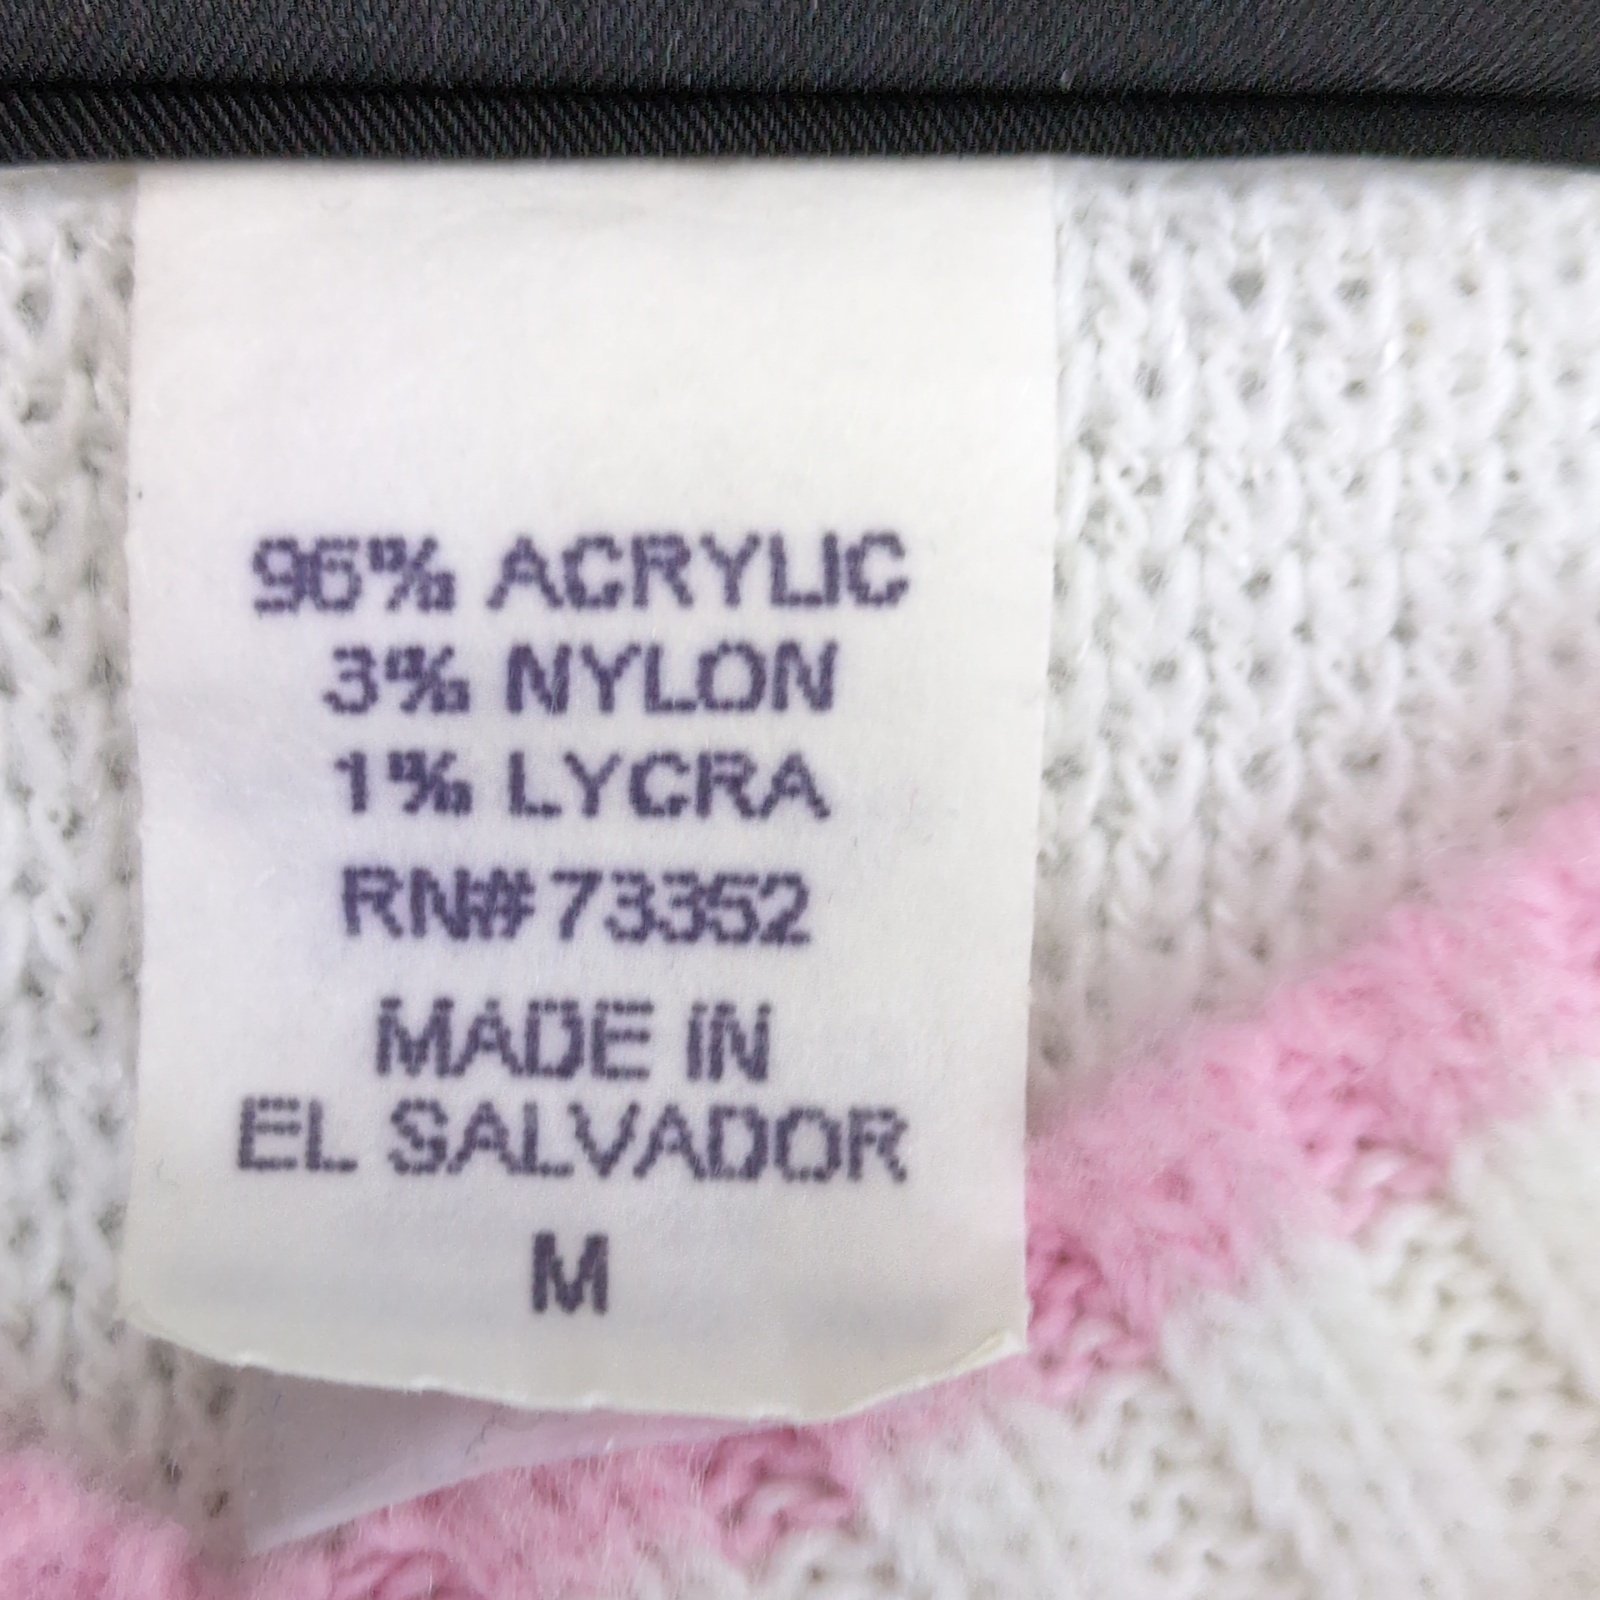 96% ACRYLIC
3% NYLON
1% LYCRA
RN#73352
MADE IN
EL SALVADOR
M